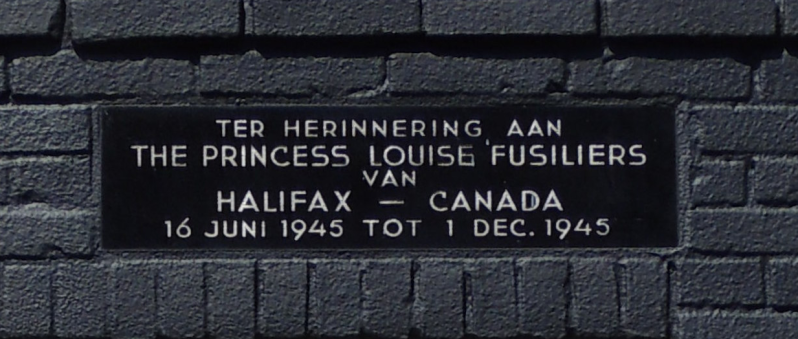 TER HERINNERING AAN
THE PRINCESS LOUISE FUSILIERS
VAN
HALIFAX — CANADA
16 JUNI 1945 TOT 1 DEC. 1945